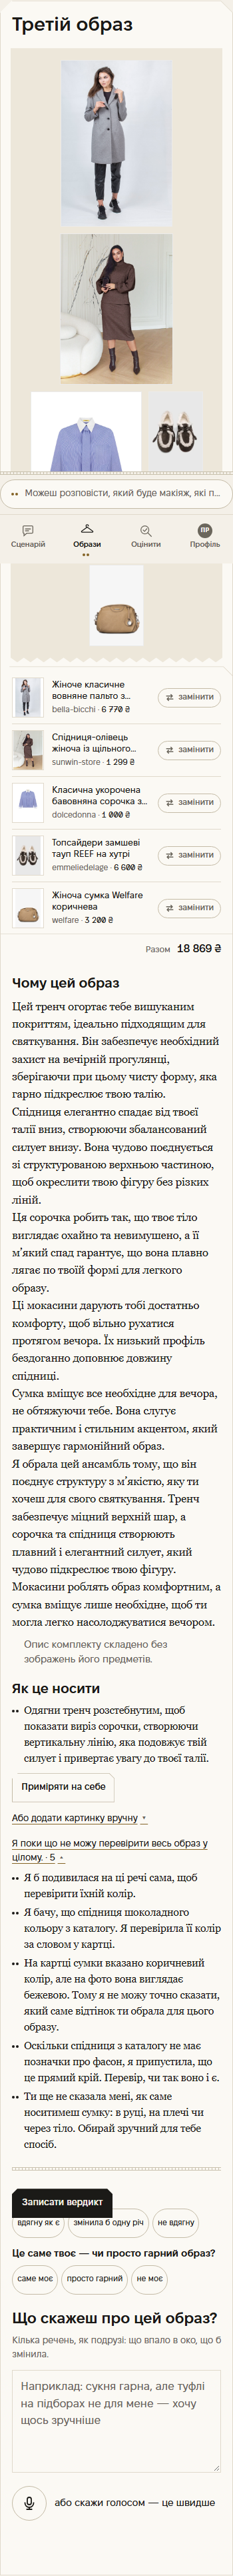 Третій образ
Можеш розповісти, який буде макіяж, які п...
Сценарій
Образи
Оцінити
ПР
Профіль
Жіноче класичне
вовняне пальто з...
bella-bicchi · 6 770 ₴
замінити
Спідниця-олівець
жіноча із щільного...
sunwin-store · 1 299 ₴
замінити
Класична укорочена
бавовняна сорочка з...
dolcedonna · 1 000 ₴
замінити
Топсайдери замшеві
тауп REEF на хутрі
emmeliedelage · 6 600 ₴
замінити
Жіноча сумка Welfare
коричнева
welfare · 3 200 ₴
замінити
Разом 18 869 ₴
Чому цей образ
Цей тренч огортає тебе вишуканим
покриттям, ідеально підходящим для
святкування. Він забезпечує необхідний
захист на вечірній прогулянці,
зберігаючи при цьому чисту форму, яка
гарно підкреслює твою талію.
Спідниця елегантно спадає від твоєї
талії вниз, створюючи збалансований
силует внизу. Вона чудово поєднується
зі структурованою верхньою частиною,
щоб окреслити твою фігуру без різких
ліній.
Ця сорочка робить так, що твоє тіло
виглядає охайно та невимушено, а її
м'який спад гарантує, що вона плавно
лягає по твоїй формі для легкого
образу.
Ці мокасини дарують тобі достатньо
комфорту, щоб вільно рухатися
протягом вечора. Їх низький профіль
бездоганно доповнює довжину
спідниці.
Сумка вміщує все необхідне для вечора,
не обтяжуючи тебе. Вона слугує
практичним і стильним акцентом, який
завершує гармонійний образ.
Я обрала цей ансамбль тому, що він
поєднує структуру з м'якістю, яку ти
хочеш для свого святкування. Тренч
забезпечує міцний верхній шар, а
сорочка та спідниця створюють
плавний і елегантний силует, який
чудово підкреслює твою фігуру.
Мокасини роблять образ комфортним, а
сумка вміщує лише необхідне, щоб ти
могла легко насолоджуватися вечором.
Опис комплекту складено без
зображень його предметів.
Як це носити
Одягни тренч розстебнутим, щоб
показати виріз сорочки, створюючи
вертикальну лінію, яка подовжує твій
силует і привертає увагу до твоєї талії.
Приміряти на себе
Або додати картинку вручну
Я поки що не можу перевірити весь образ у
цілому. · 5
Я б подивилася на ці речі сама, щоб
перевірити їхній колір.
Я бачу, що спідниця шоколадного
кольору з каталогу. Я перевірила її колір
за словом у картці.
На картці сумки вказано коричневий
колір, але на фото вона виглядає
бежевою. Тому я не можу точно сказати,
який саме відтінок ти обрала для цього
образу.
Оскільки спідниця з каталогу не має
позначки про фасон, я припустила, що
це прямий крій. Перевір, чи так воно і є.
Ти ще не сказала мені, як саме
носитимеш сумку: в руці, на плечі чи
через тіло. Обирай зручний для тебе
спосіб.
Записати вердикт
вдягну як є
змінила б одну річ
не вдягну
Це саме твоє — чи просто гарний образ?
саме моє
просто гарний
не моє
Що скажеш про цей образ?
Кілька речень, як подрузі: що впало в око, що б
змінила.
Наприклад: сукня гарна, але туфлі
на підборах не для мене — хочу
щось зручніше
або скажи голосом — це швидше